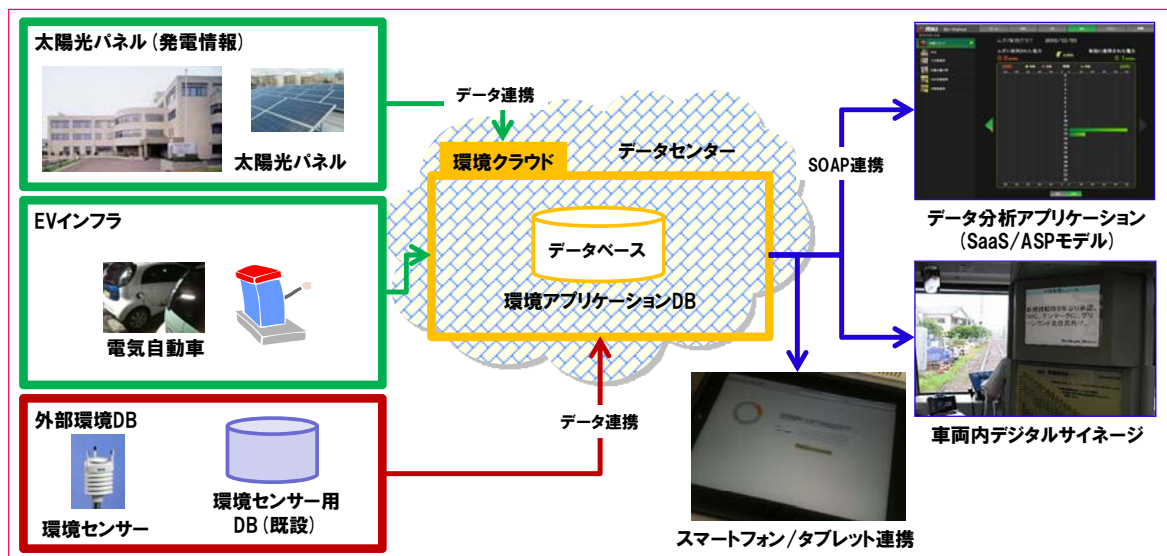 太陽光パネル(発電情報)
太陽光パネル
データ連携
環境クラウド
データセンター
データベース
環境アプリケーションDB
EVインフラ
電気自動車
外部環境DB
環境センサー
環境センサー用
DB(既設)
データ連携
SOAP連携
データ分析アプリケーション
(SaaS/ASPモデル)
車両内デジタルサイネージ
スマートフォン/タブレット連携